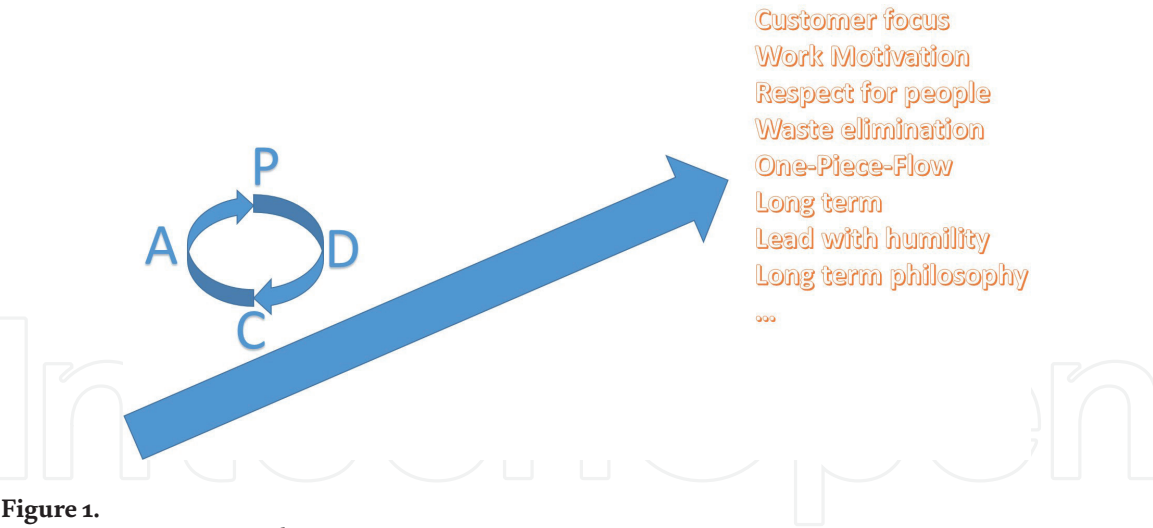 Customer focus
Work Motivation
Respect for people
Waste elimination
One-Piece-Flow
Long term
Lead with humility
Long term philosophy
...
P
A
D
C
IntechOpen
Figure 1.